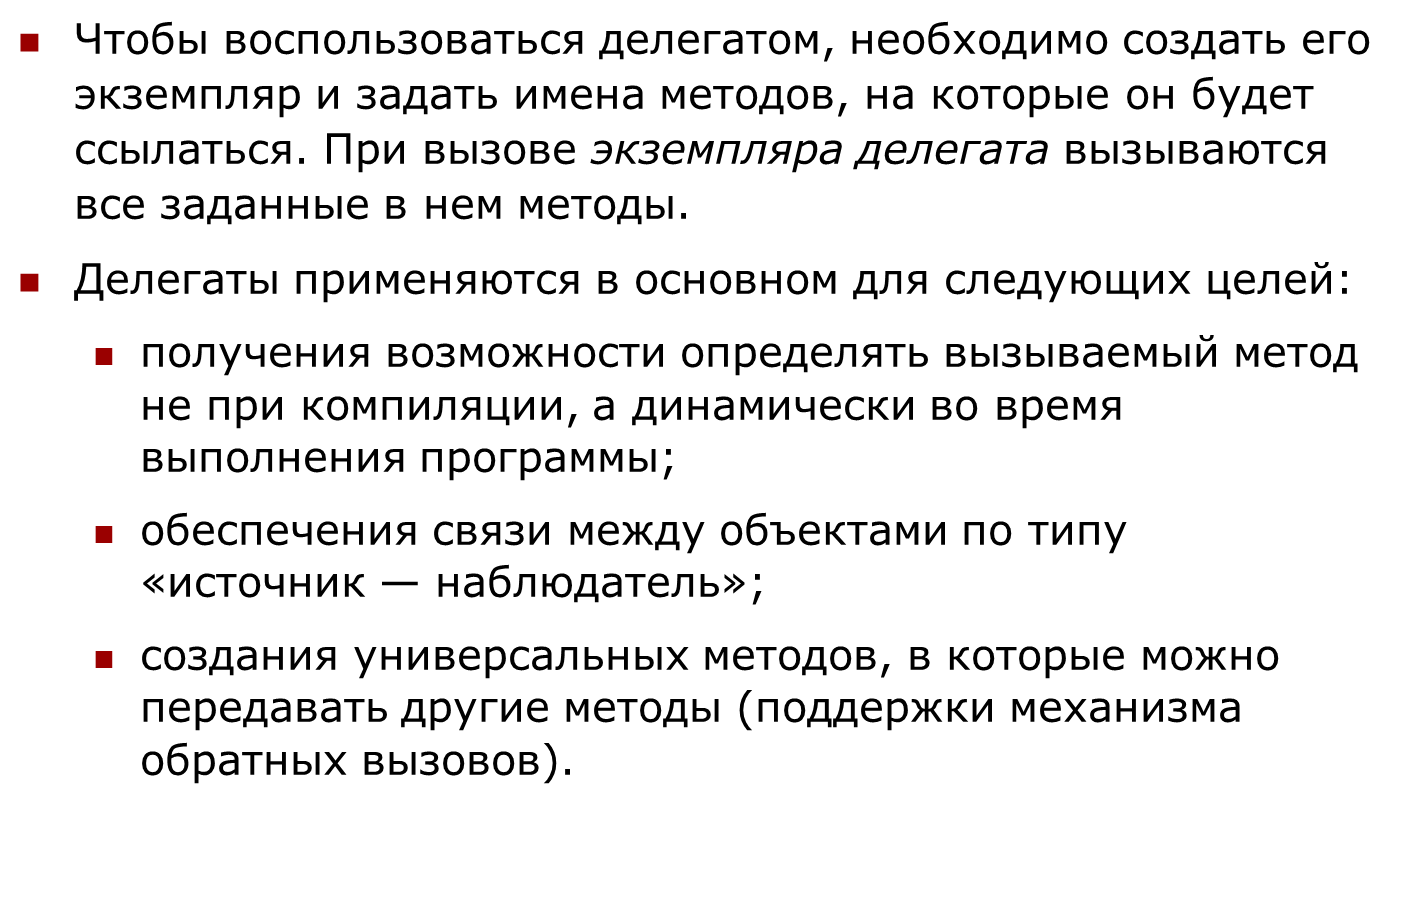 Чтобы воспользоваться делегатом, необходимо создать его
экземпляр и задать имена методов, на которые он будет
ссылаться. При вызове экземпляра делегата вызываются
все заданные в нем методы.
Делегаты применяются в основном для следующих целей:
получения возможности определять вызываемый метод
не при компиляции, а динамически во время
выполнения программы;
обеспечения связи между объектами по типу
«источник — наблюдатель»;
создания универсальных методов, в которые можно
передавать другие методы (поддержки механизма
обратных вызовов).